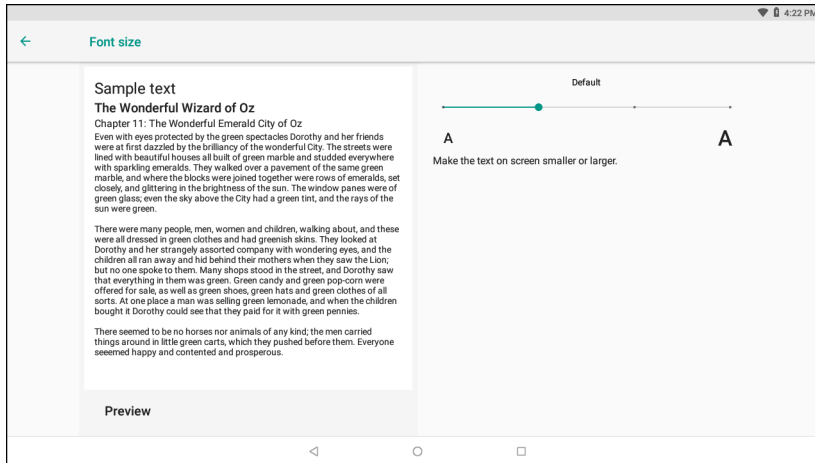 4:22 PM
Font size
Sample text
The Wonderful Wizard of Oz
Chapter 11: The Wonderful Emerald City of Oz
Even with eyes protected by the green spectacles Dorothy and her friends
were at first dazzled by the brilliancy of the wonderful City. The streets were
lined with beautiful houses all built of green marble and studded everywhere
with sparkling emeralds. They walked over a pavement of the same green
marble, and where the blocks were joined together were rows of emeralds, set
closely, and glittering in the brightness of the sun. The window panes were of
green glass; even the sky above the City had a green tint, and the rays of the
sun were green.
There were many people, men, women and children, walking about, and these
were all dressed in green clothes and had greenish skins. They looked at
Dorothy and her strangely assorted company with wondering eyes, and the
children all ran away and hid behind their mothers when they saw the Lion;
but no one spoke to them. Many shops stood in the street, and Dorothy saw
that everything in them was green. Green candy and green pop-corn were
offered for sale, as well as green shoes, green hats and green clothes of all
sorts. At one place a man was selling green lemonade, and when the children
bought it Dorothy could see that they paid for it with green pennies.
There seemed to be no horses nor animals of any kind; the men carried
things around in little green carts, which they pushed before them. Everyone
seeemed happy and contented and prosperous.
Preview
Default
A A
Make the text on screen smaller or larger.